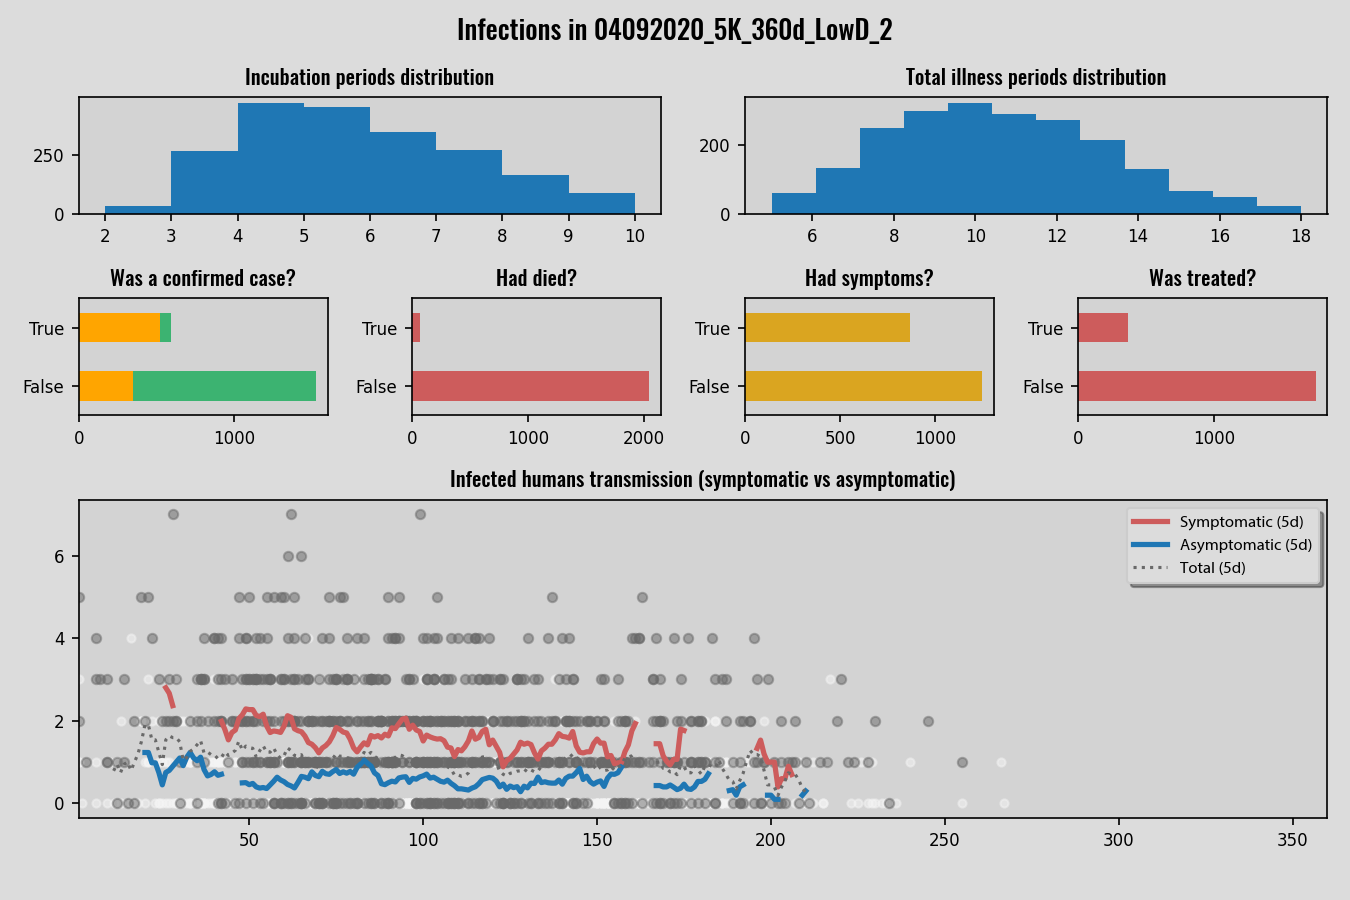 Infections in 04092020_5K_360d_LowD_2
Incubation periods distribution
Total illness periods distribution
250
0
2 3 4 5 6 7 8 9 10
200
0
6 8 10 12 14 16 18
Was a confirmed case?
Had died?
Had symptoms?
Was treated?
True
False
0 1000
True
False
0 1000 2000
True
False
0 500 1000
True
False
0 1000
Infected humans transmission (symptomatic vs asymptomatic)
Symptomatic (5d)
Asymptomatic (5d)
Total (5d)
6
4
2
0
50 100 150 200 250 300 350